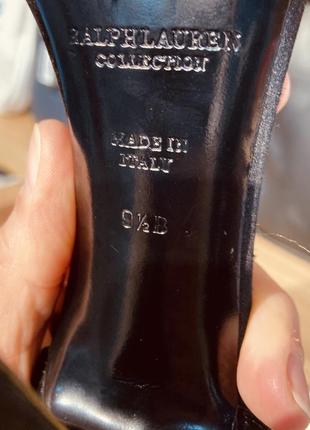 RALPH LAUREN
COLLECTION
MADE IN
ITALY
9½B